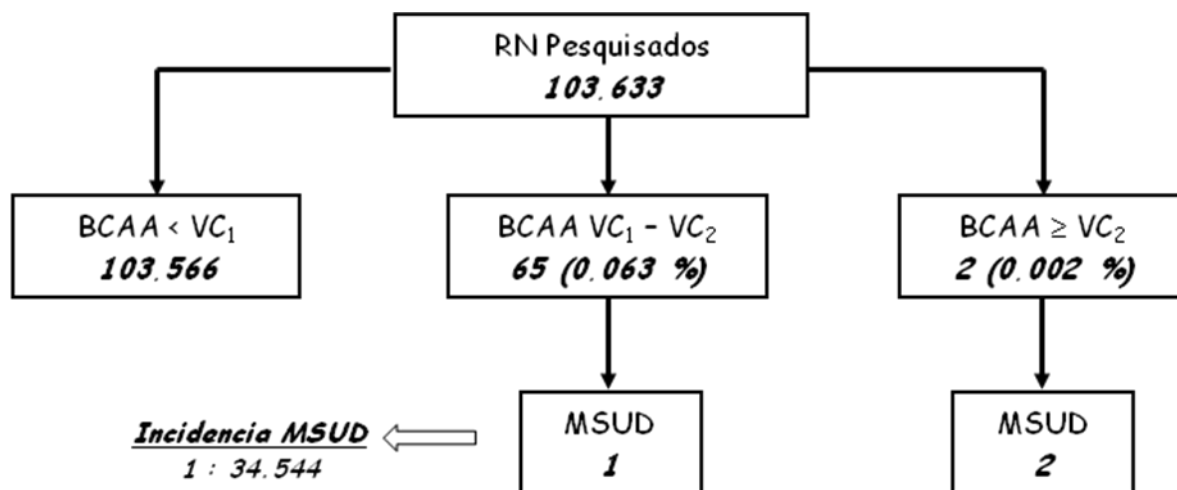 RN Pesquisados
103.633
BCAA < VC₁
103.566
BCAA VC₁ – VC₂
65 (0.063 %)
BCAA ≥ VC₂
2 (0.002 %)
Incidencia MSUD
1 : 34.544
MSUD
1
MSUD
2